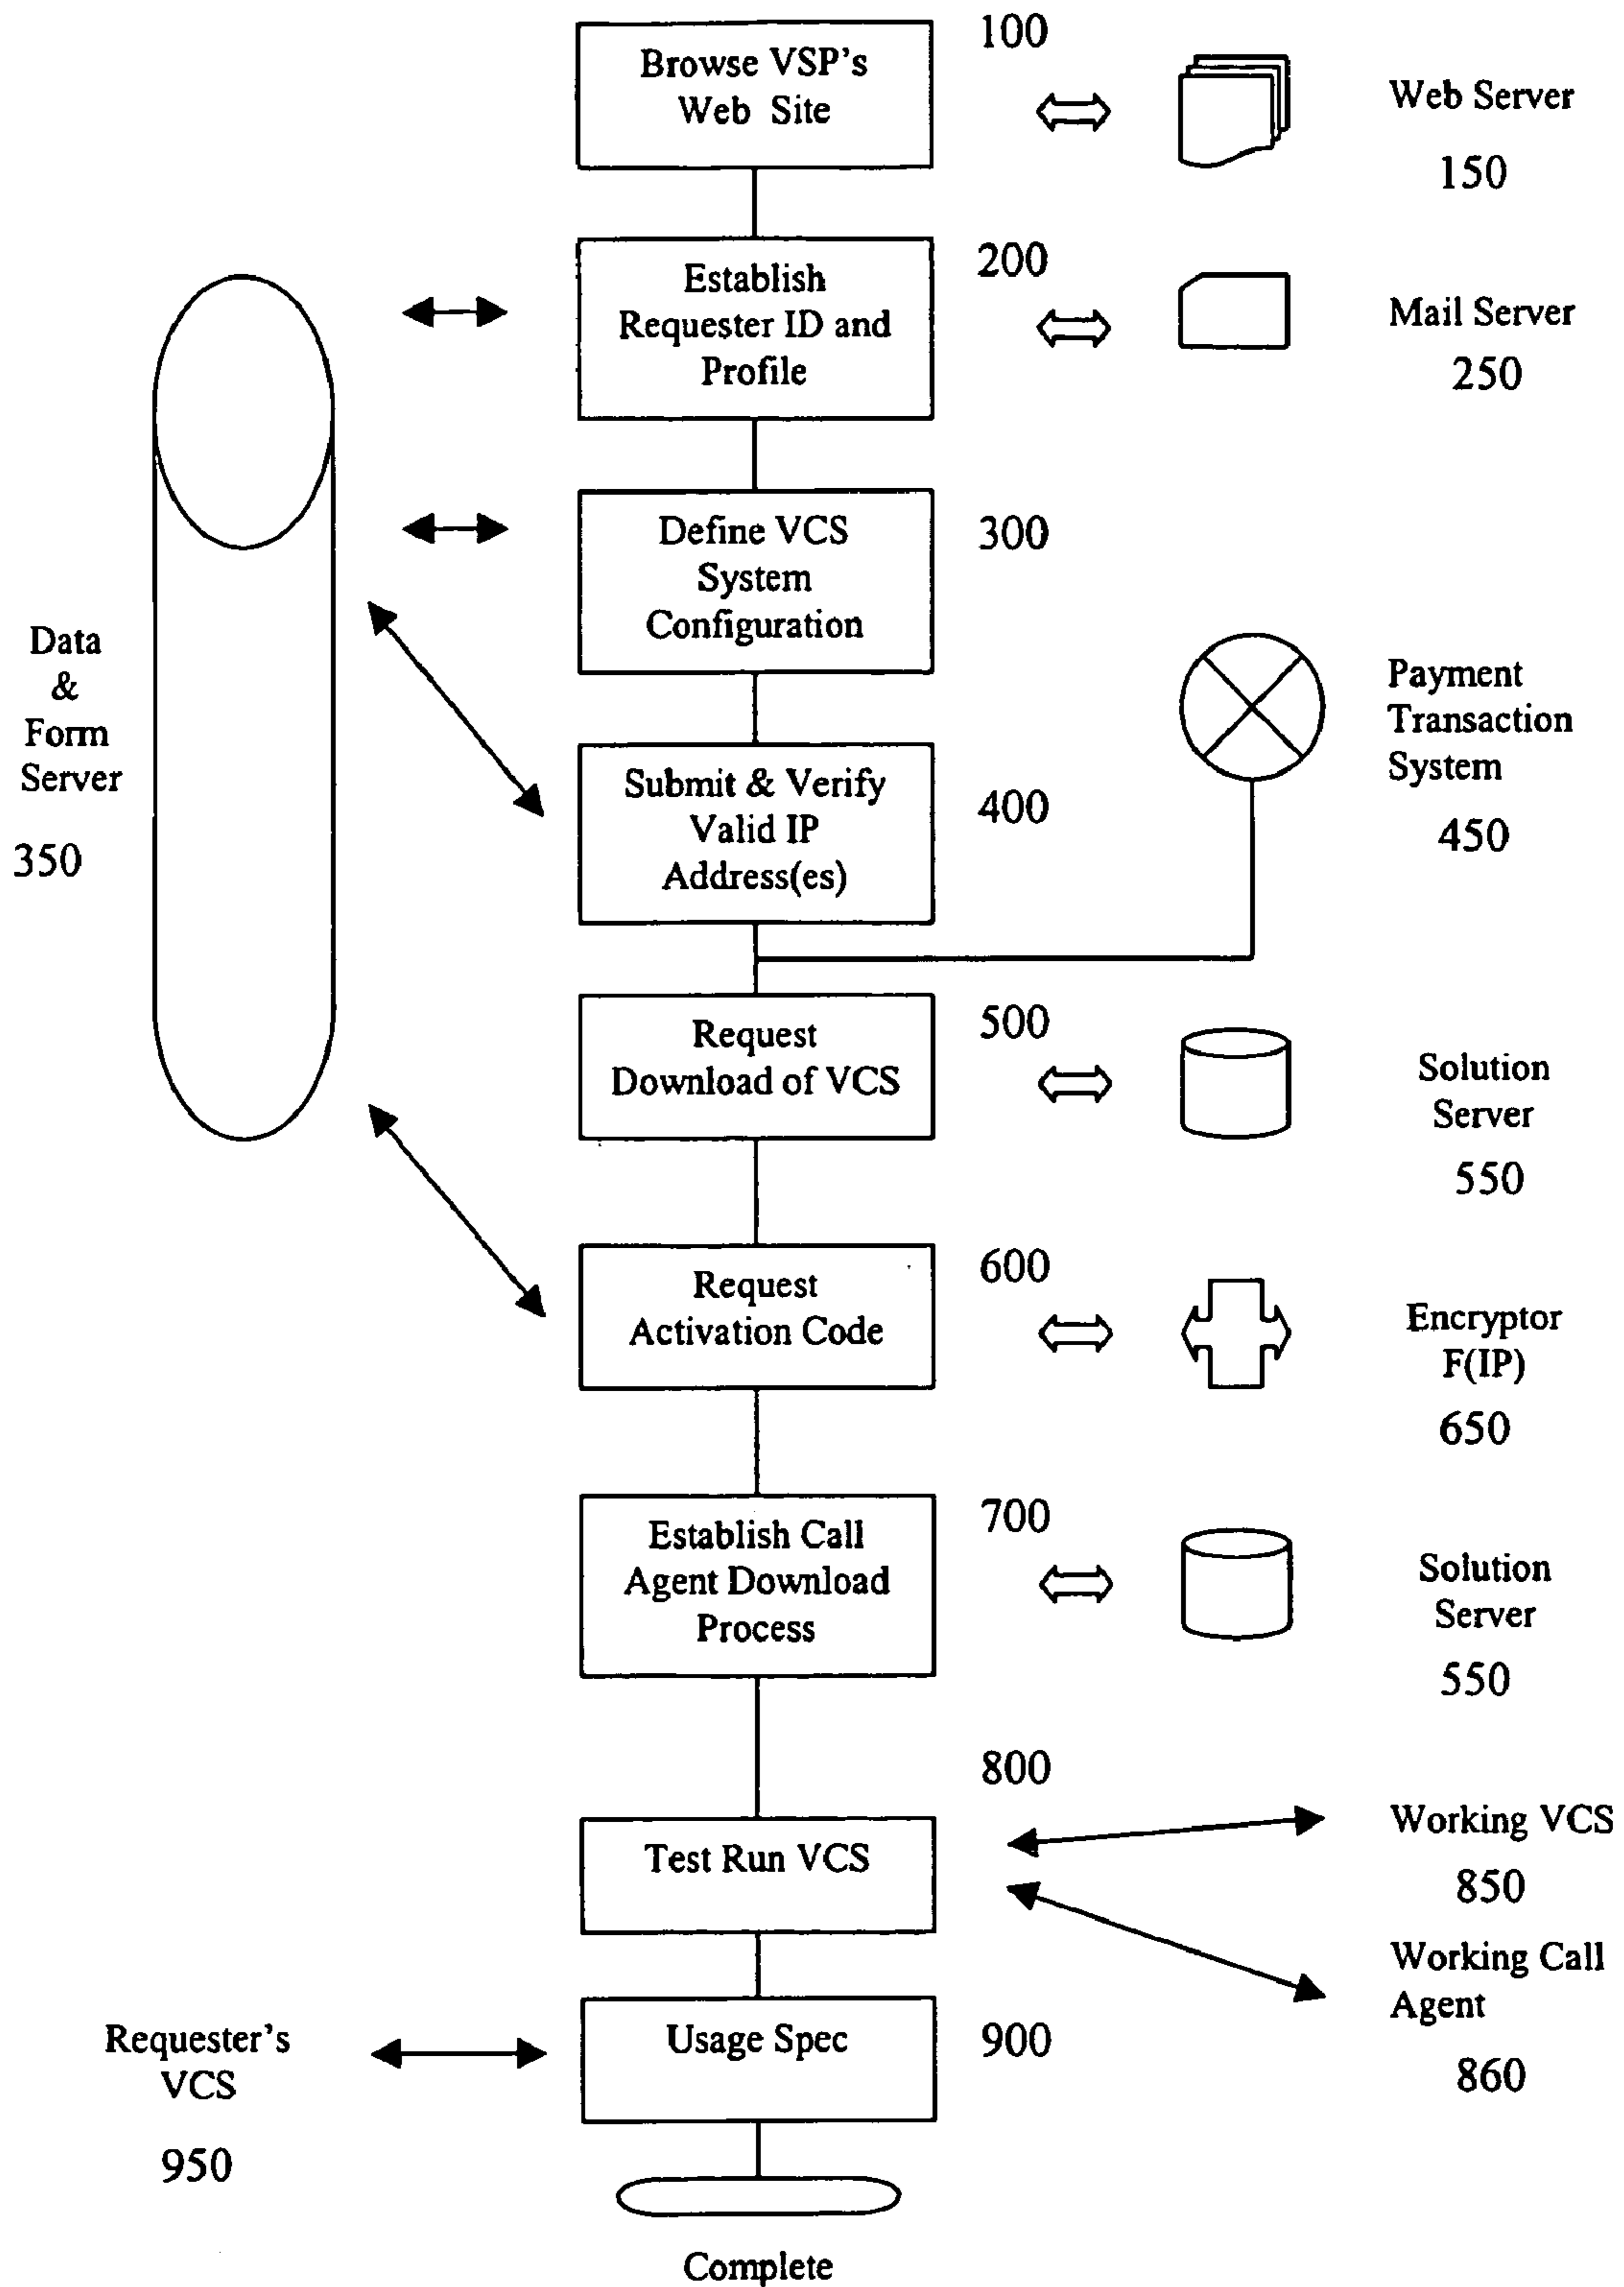 100
Browse VSP's
Web Site
Web Server
150
200
Establish
Requester ID and
Profile
Mail Server
250
Define VCS
System
Configuration
300
Data
&
Form
Server
350
Payment
Transaction
System
450
Submit & Verify
Valid IP
Address(es)
400
500
Request
Download of VCS
Solution
Server
550
600
Request
Activation Code
Encryptor
F(IP)
650
700
Establish Call
Agent Download
Process
Solution
Server
550
800
Test Run VCS
Working VCS
850
Working Call
Agent
860
Usage Spec
900
Requester's
VCS
950
Complete